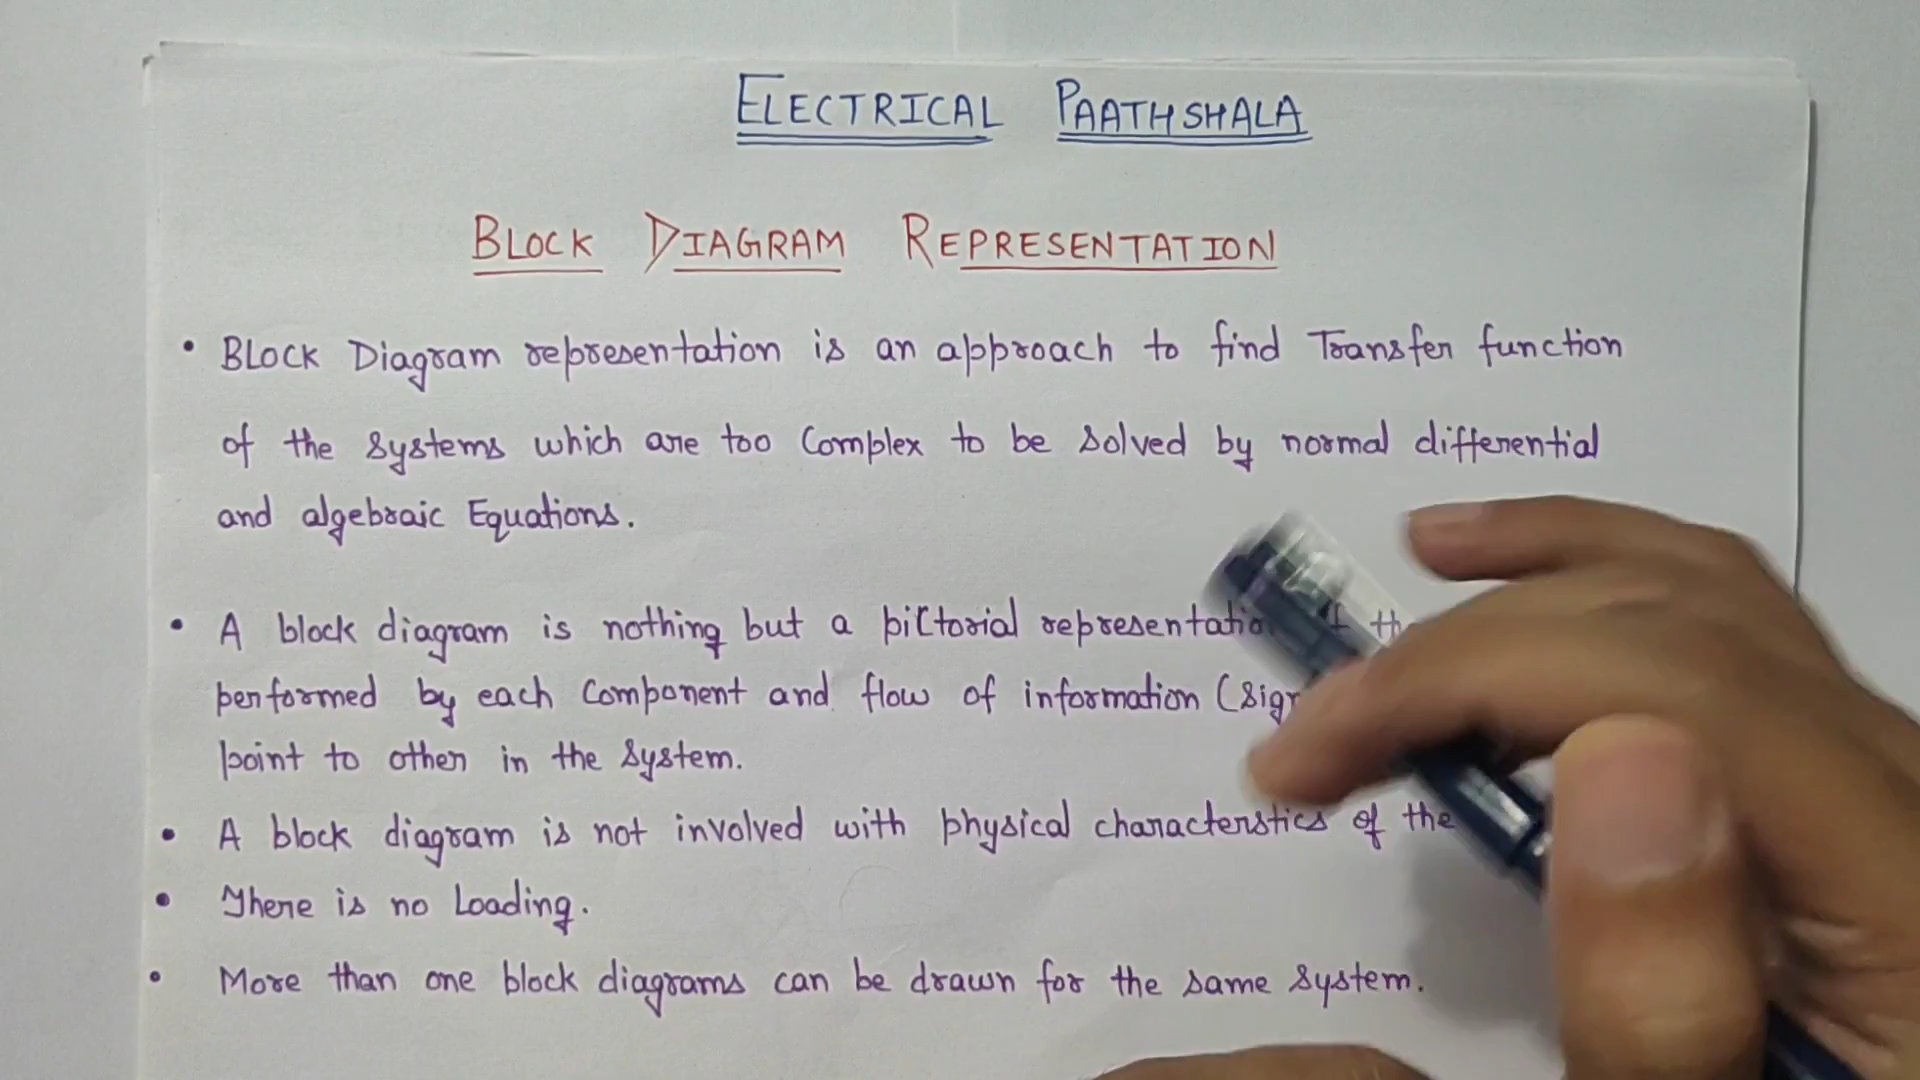 ELECTRICAL PAATHSHALA
BLOCK DIAGRAM REPRESENTATION
• BLOCK Diagram representation is an approach to find Transfer function
of the systems which are too Complex to be solved by normal differential
and algebraic Equations.
• A block diagram is nothing but a pictorial
performed by each Component and flow of information
point to other in the system.
• A block diagram is not involved with physical characterstics of the
• There is no Loading.
• More than one block diagrams can be drawn for the same system.